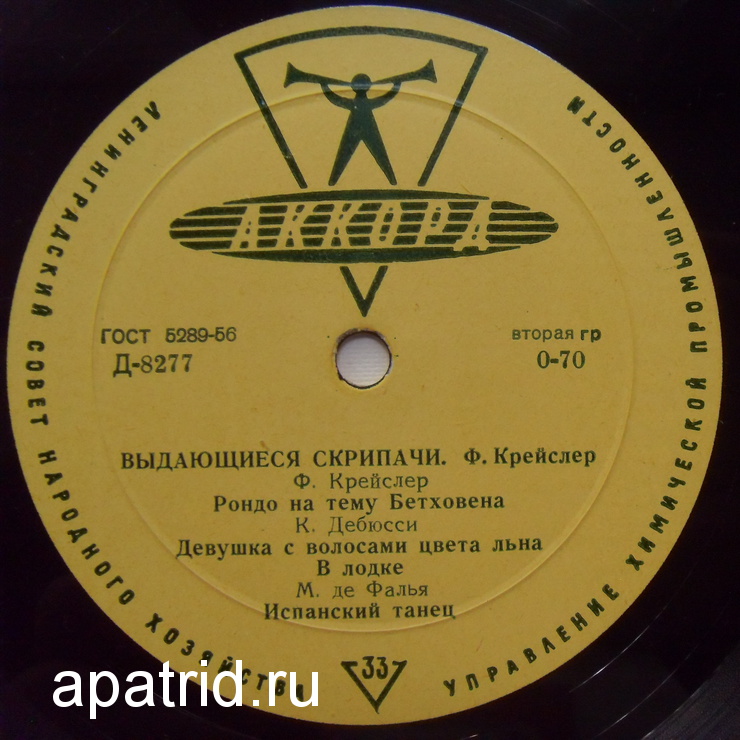 АККОРД
ЛЕНИНГРАДСКИЙ СОВЕТ НАРОДНОГО ХОЗЯЙСТВА
УПРАВЛЕНИЕ ХИМИЧЕСКОЙ ПРОМЫШЛЕННОСТИ
ГОСТ 5289-56
вторая гр
Д-8277
0-70
ВЫДАЮЩИЕСЯ СКРИПАЧИ. Ф. Крейслер
Ф. Крейслер
Рондо на тему Бетховена
К. Дебюсси
Девушка с волосами цвета льна
В лодке
М. де Фалья
Испанский танец
33
apatrid.ru